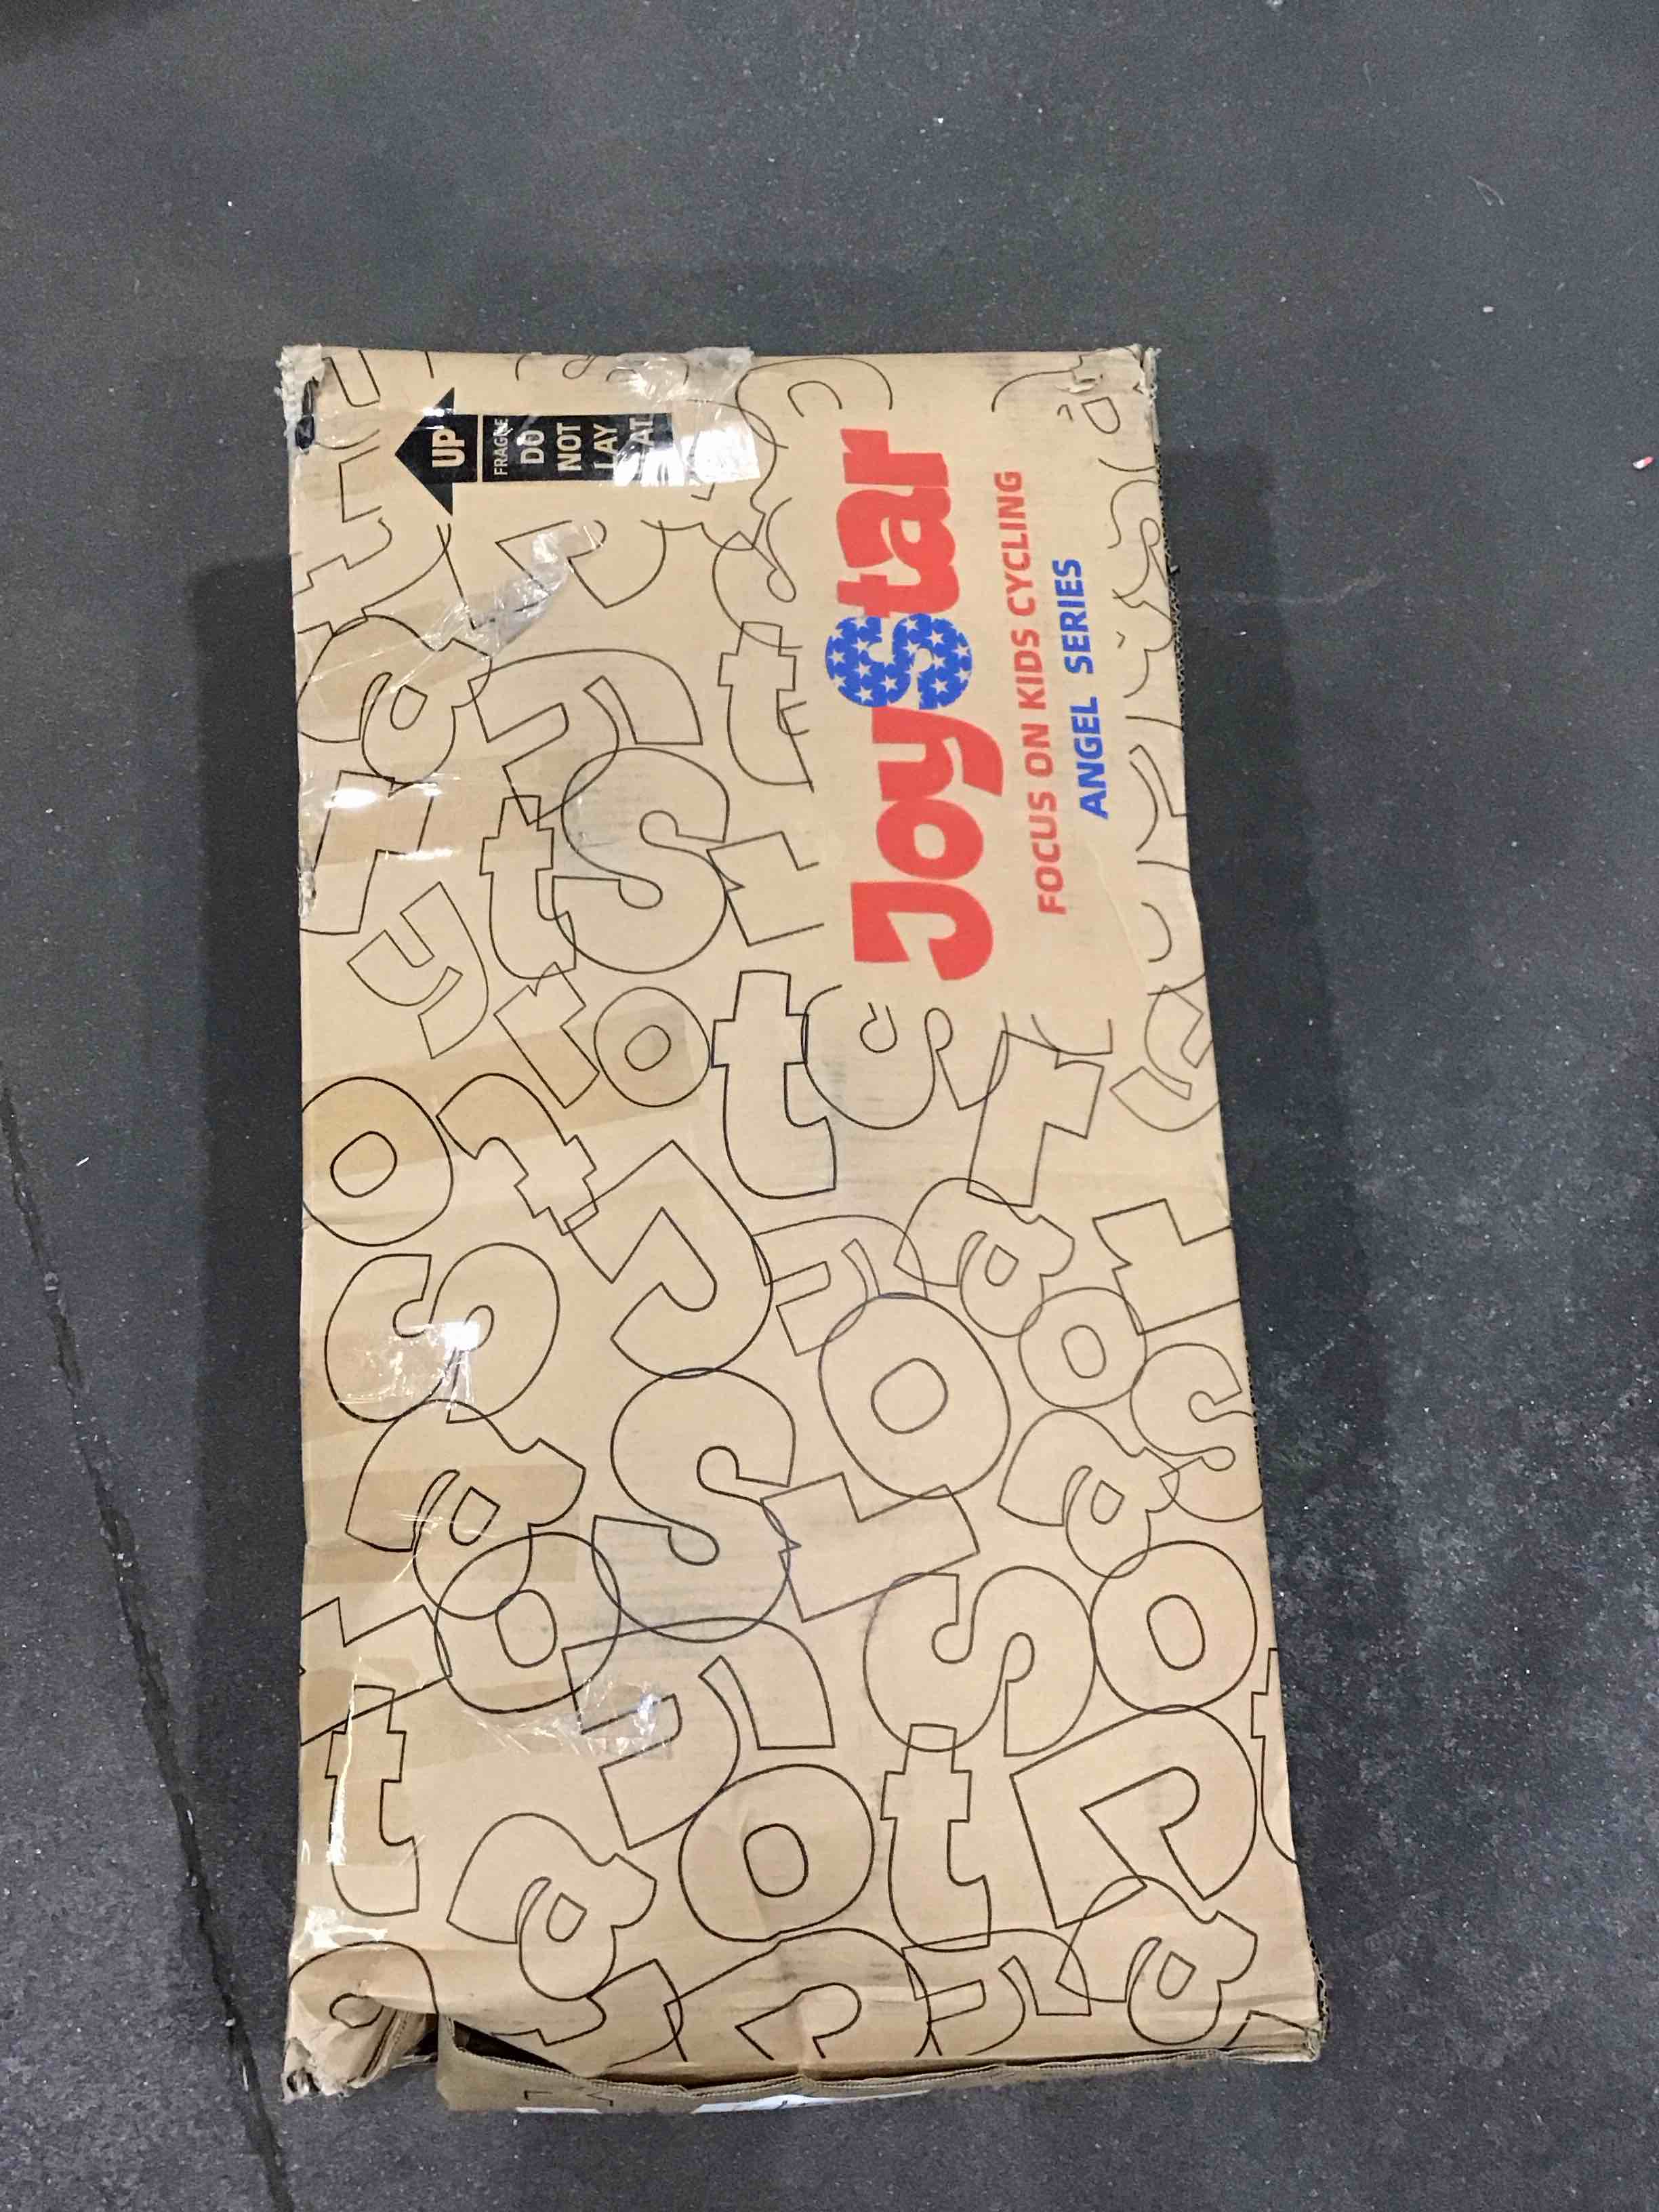 UP
FRAGILE
DO
NOT
LAY
FLAT
JoyStar
FOCUS ON KIDS CYCLING
ANGEL SERIES